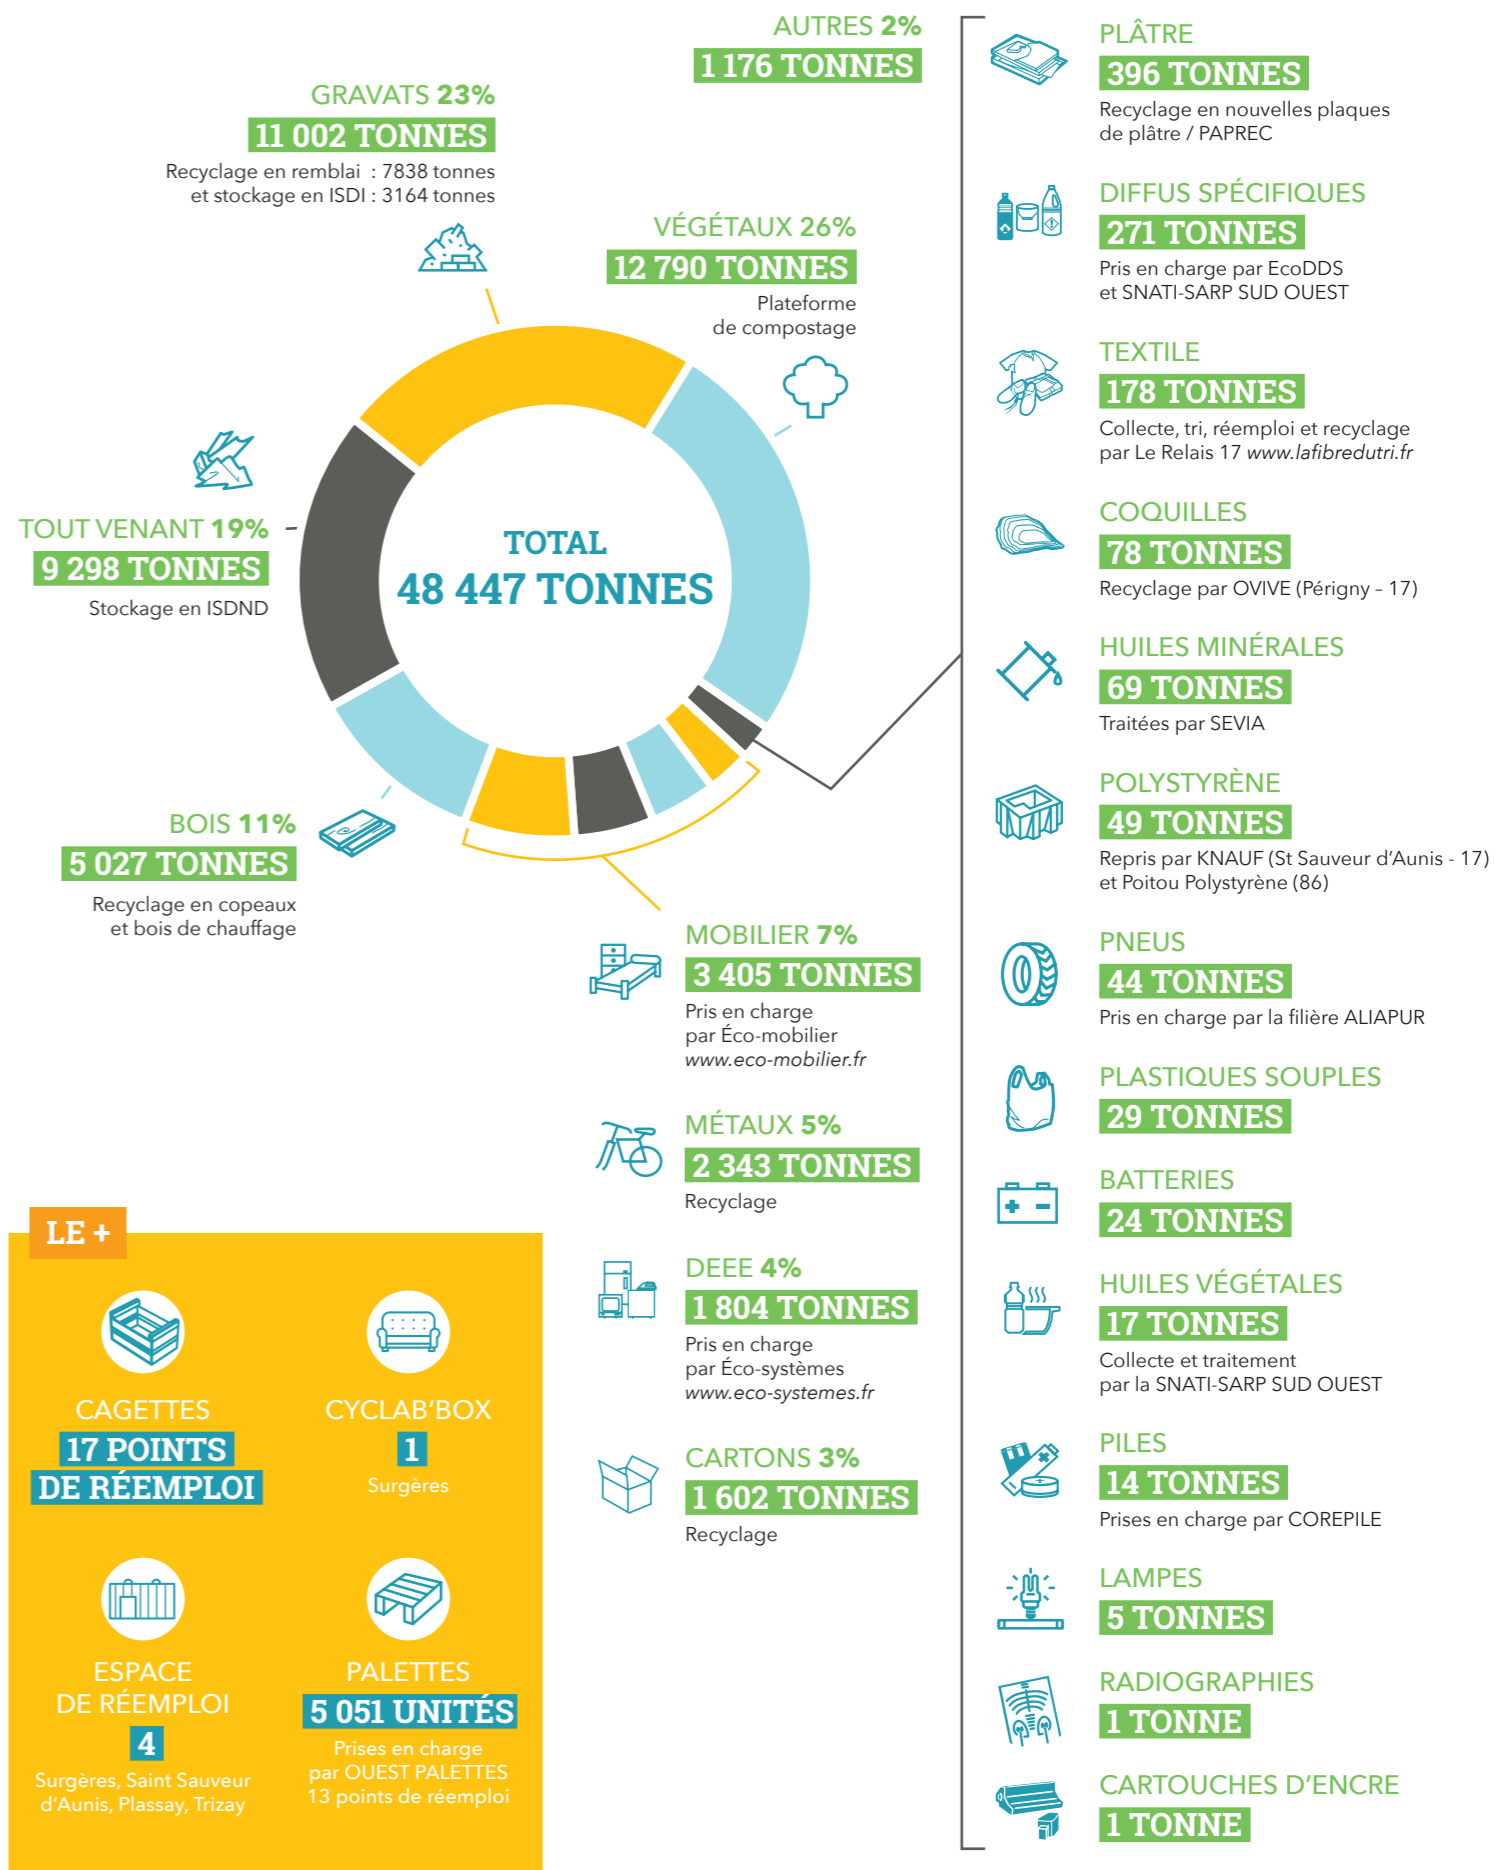 AUTRES 2%
1 176 TONNES
GRAVATS 23%
11 002 TONNES
Recyclage en remblai : 7838 tonnes
et stockage en ISDI : 3164 tonnes
VÉGÉTAUX 26%
12 790 TONNES
Plateforme
de compostage
TOUT VENANT 19%
9 298 TONNES
Stockage en ISDND
TOTAL
48 447 TONNES
BOIS 11%
5 027 TONNES
Recyclage en copeaux
et bois de chauffage
MOBILIER 7%
3 405 TONNES
Pris en charge
par Éco-mobilier
www.eco-mobilier.fr
MÉTAUX 5%
2 343 TONNES
Recyclage
DEEE 4%
1 804 TONNES
Pris en charge
par Éco-systèmes
www.eco-systemes.fr
CARTONS 3%
1 602 TONNES
Recyclage
PLÂTRE
396 TONNES
Recyclage en nouvelles plaques
de plâtre / PAPREC
DIFFUS SPÉCIFIQUES
271 TONNES
Pris en charge par EcoDDS
et SNATI-SARP SUD OUEST
TEXTILE
178 TONNES
Collecte, tri, réemploi et recyclage
par Le Relais 17 www.lafibredutri.fr
COQUILLES
78 TONNES
Recyclage par OVIVE (Périgny – 17)
HUILES MINÉRALES
69 TONNES
Traitées par SEVIA
POLYSTYRÈNE
49 TONNES
Repris par KNAUF (St Sauveur d'Aunis - 17)
et Poitou Polystyrène (86)
PNEUS
44 TONNES
Pris en charge par la filière ALIAPUR
PLASTIQUES SOUPLES
29 TONNES
BATTERIES
24 TONNES
HUILES VÉGÉTALES
17 TONNES
Collecte et traitement
par la SNATI-SARP SUD OUEST
PILES
14 TONNES
Prises en charge par COREPILE
LAMPES
5 TONNES
RADIOGRAPHIES
1 TONNE
CARTOUCHES D'ENCRE
1 TONNE
LE +
CAGETTES
17 POINTS
DE RÉEMPLOI
CYCLAB'BOX
1
Surgères
ESPACE
DE RÉEMPLOI
4
Surgères, Saint Sauveur
d'Aunis, Plassay, Trizay
PALETTES
5 051 UNITÉS
Prises en charge
par OUEST PALETTES
13 points de réemploi